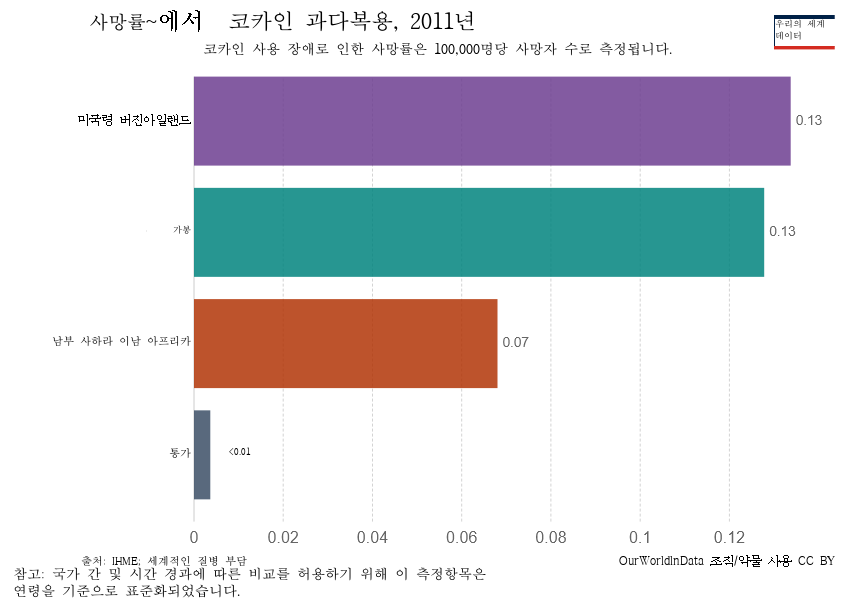 사망률~에서 코카인 과다복용, 2011년
코카인 사용 장애로 인한 사망률은 100,000명당 사망자 수로 측정됩니다.
우리의 세계
데이터
미국령 버진아일랜드
0.13
가봉
0.13
남부 사하라 이남 아프리카
0.07
통가
<0.01
0 0.02 0.04 0.06 0.08 0.1 0.12
출처: IHME; 세계적인 질병 부담
OurWorldInData 조직/약물 사용 CC BY
참고: 국가 간 및 시간 경과에 따른 비교를 허용하기 위해 이 측정항목은
연령을 기준으로 표준화되었습니다.